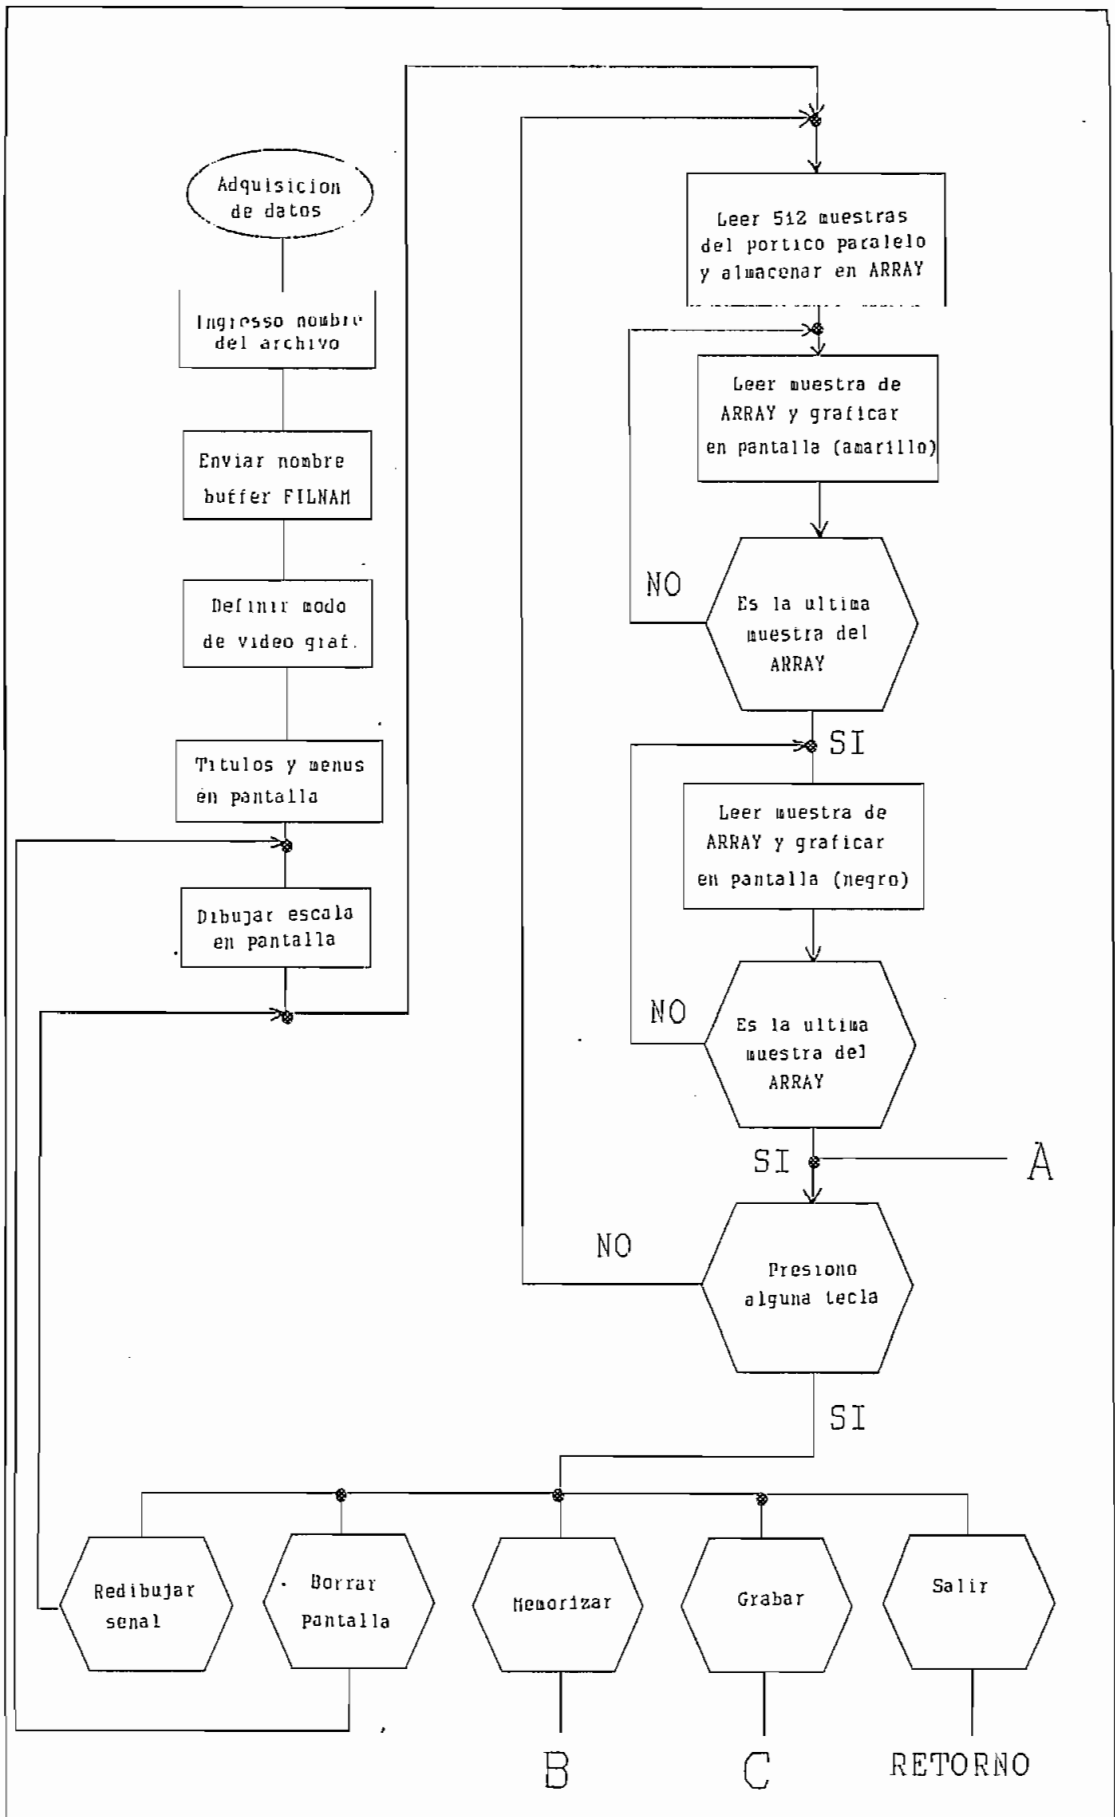 Adquisicion
de datos
Ingresso nombre
del archivo
Enviar nombre
buffer FILNAM
Definir modo
de video graf.
Titulos y menus
en pantalla
Dibujar escala
en pantalla
Leer 512 muestras
del portico paralelo
y almacenar en ARRAY
Leer muestra de
ARRAY y graficar
en pantalla (amarillo)
NO
Es la ultima
muestra del
ARRAY
SI
Leer muestra de
ARRAY y graficar
en pantalla (negro)
NO
Es la ultima
muestra del
ARRAY
SI
A
NO
Presiono
alguna tecla
SI
Redibujar
senal
Borrar
Pantalla
Memorizar
Grabar
Salir
B
C
RETORNO